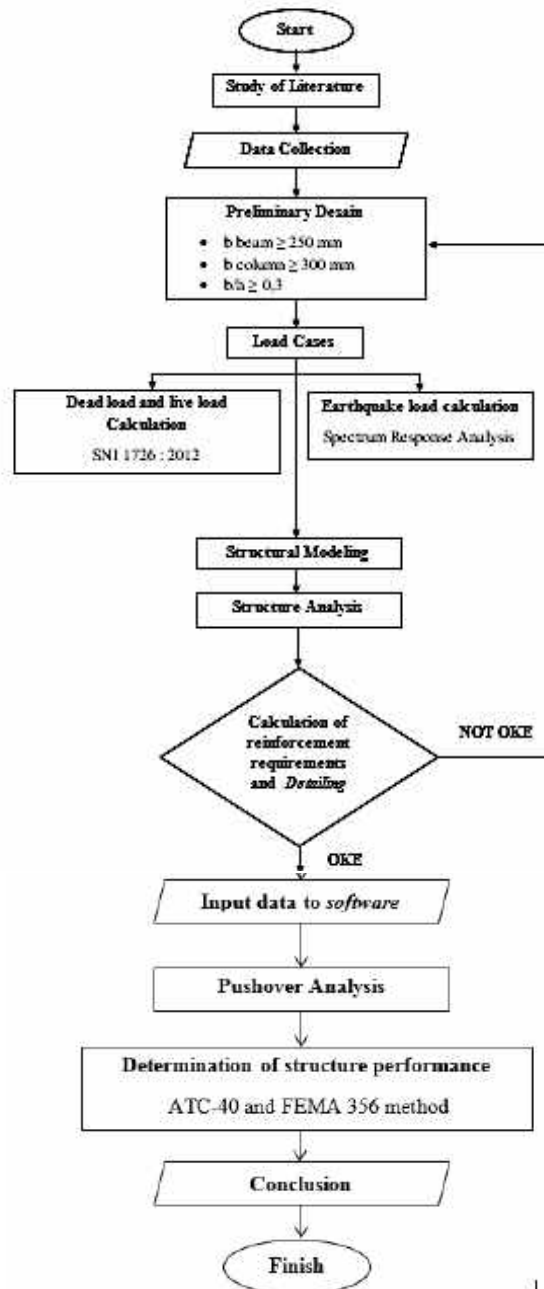 Start
Study of Literature
Data Collection
Preliminary Desain
• b beam ≥ 250 mm
• b column ≥ 300 mm
• b/h ≥ 0,3
Load Cases
Dead load and live load
Calculation
SNI 1726 : 2012
Earthquake load calculation
Spectrum Response Analysis
Structural Modeling
Structure Analysis
Calculation of
reinforcement
requirements
and Detailing
NOT OKE
OKE
Input data to software
Pushover Analysis
Determination of structure performance
ATC-40 and FEMA 356 method
Conclusion
Finish